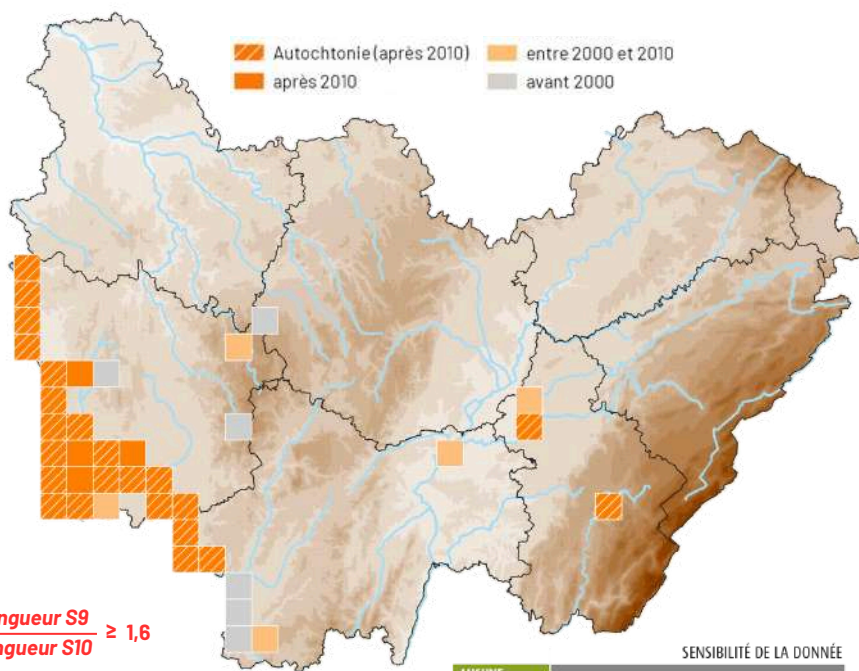 Autochtonie (après 2010)
entre 2000 et 2010
après 2010
avant 2000
ngueur S9
ngueur S10
≥ 1,6
SENSIBILITÉ DE LA DONNÉE